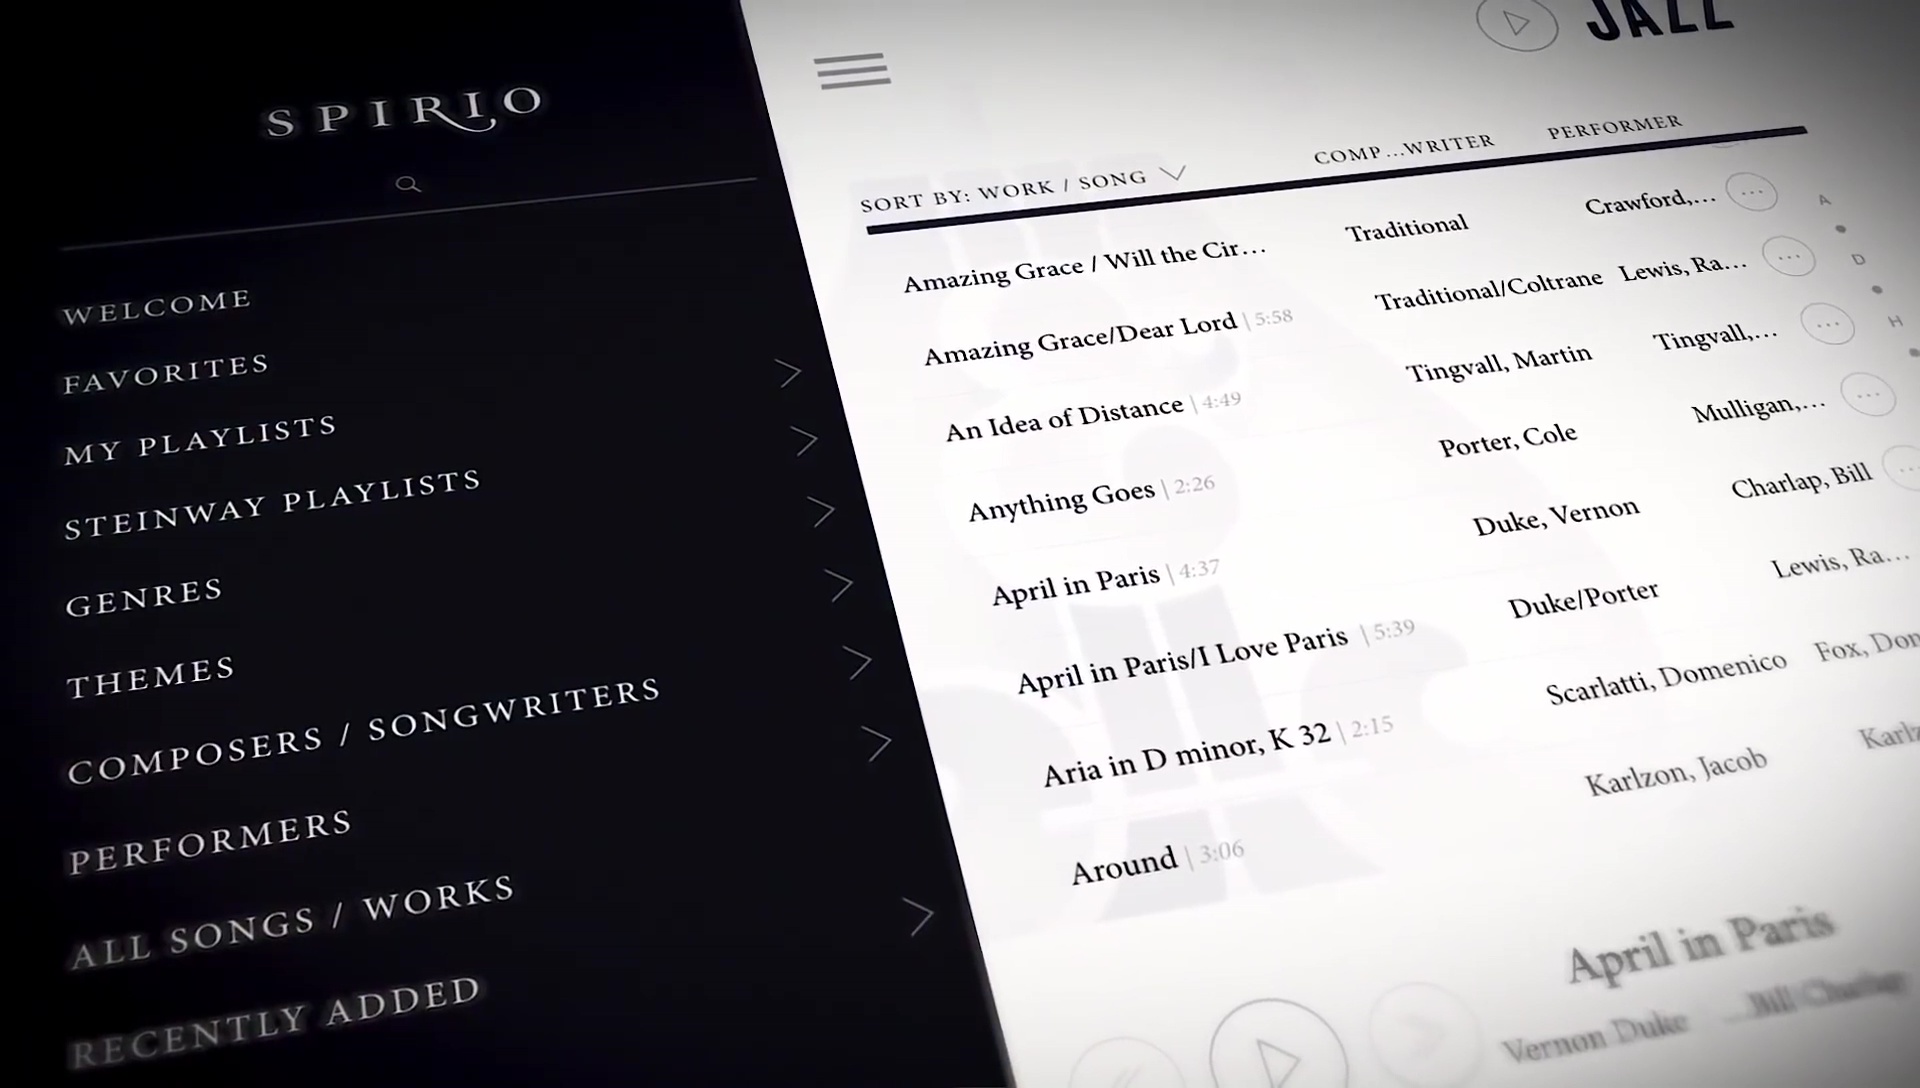 SPIRIO
WELCOME
FAVORITES
MY PLAYLISTS
STEINWAY PLAYLISTS
GENRES
THEMES
COMPOSERS / SONGWRITERS
PERFORMERS
ALL SONGS / WORKS
RECENTLY ADDED
JAZZ
SORT BY: WORK / SONG COMP...WRITER PERFORMER
Amazing Grace / Will the Cir... Traditional Crawford,...
Amazing Grace/Dear Lord | 5:58 Traditional/Coltrane Lewis, Ra...
An Idea of Distance | 4:49 Tingvall, Martin Tingvall,...
Anything Goes | 2:26 Porter, Cole Mulligan,...
April in Paris | 4:37 Duke, Vernon Charlap, Bill
April in Paris/I Love Paris | 5:39 Duke/Porter Lewis, Ra...
Aria in D minor, K 32 | 2:15 Scarlatti, Domenico Fox, Don
Around | 3:06 Karlzon, Jacob Karlz
A
D
H
April in Paris
Vernon Duke ...Bill Charlap